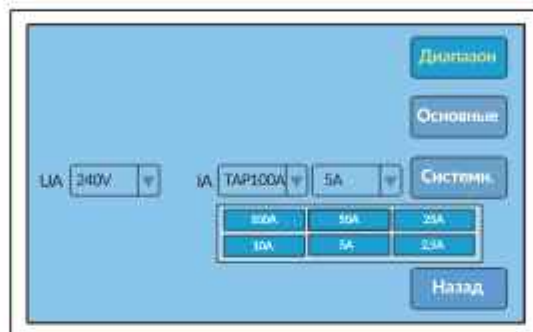 Диапазон
Основные
UA 240V IA TAP100A 5A Системн.
100A 50A 25A
10A 5A 2,5A
Назад